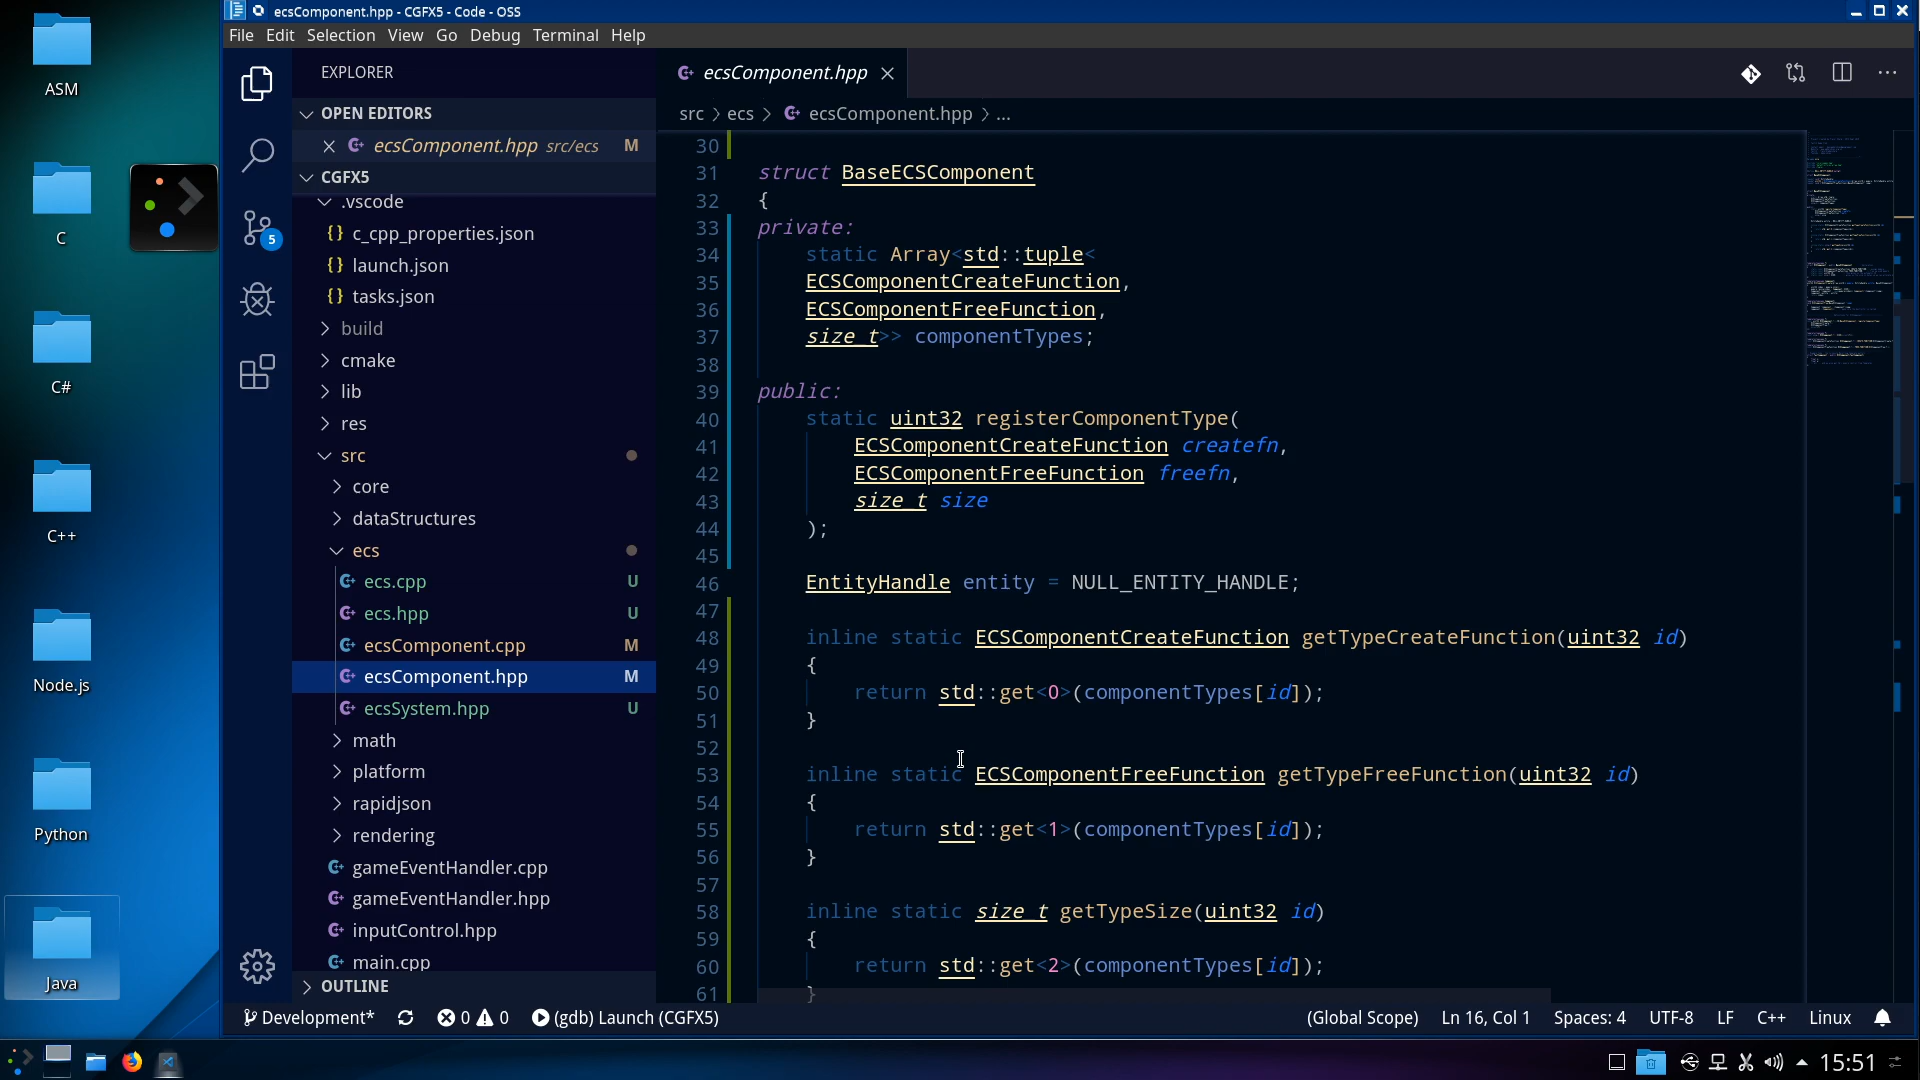 ecsComponent.hpp - CGFX5 - Code - OSS
File Edit Selection View Go Debug Terminal Help
ASM
C
C#
C++
Node.js
Python
Java
5
EXPLORER
OPEN EDITORS
ecsComponent.hpp src/ecs M
CGFX5
.vscode
{} c_cpp_properties.json
{} launch.json
{} tasks.json
build
cmake
lib
res
src
core
dataStructures
ecs
ecs.cpp U
ecs.hpp U
ecsComponent.cpp M
ecsComponent.hpp M
ecsSystem.hpp U
math
platform
rapidjson
rendering
gameEventHandler.cpp
gameEventHandler.hpp
inputControl.hpp
main.cpp
OUTLINE
ecsComponent.hpp
src > ecs > ecsComponent.hpp > ...
30
31 struct BaseECSComponent
32 {
33 private:
34 static Array<std::tuple<
35 ECSComponentCreateFunction,
36 ECSComponentFreeFunction,
37 size_t>> componentTypes;
38
39 public:
40 static uint32 registerComponentType(
41 ECSComponentCreateFunction createfn,
42 ECSComponentFreeFunction freefn,
43 size_t size
44 );
45
46 EntityHandle entity = NULL_ENTITY_HANDLE;
47
48 inline static ECSComponentCreateFunction getTypeCreateFunction(uint32 id)
49 {
50 return std::get<0>(componentTypes[id]);
51 }
52
53 inline static ECSComponentFreeFunction getTypeFreeFunction(uint32 id)
54 {
55 return std::get<1>(componentTypes[id]);
56 }
57
58 inline static size_t getTypeSize(uint32 id)
59 {
60 return std::get<2>(componentTypes[id]);
61 }
Development* 0 0 (gdb) Launch (CGFX5) (Global Scope) Ln 16, Col 1 Spaces: 4 UTF-8 LF C++ Linux
15:51